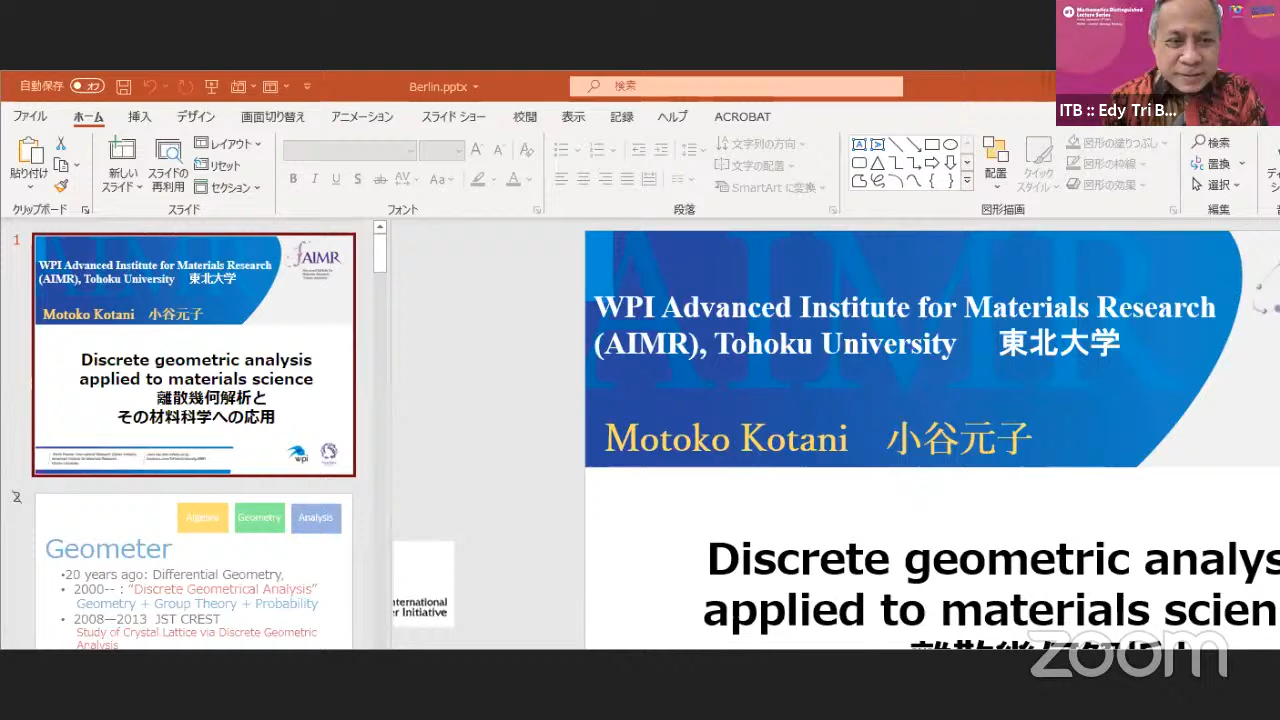 Mathematics Distinguished
Lecture Series
ITB :: Edy Tri B...
自動保存
オフ
Berlin.pptx
検索
ファイル
ホーム
挿入
デザイン
画面切り替え
アニメーション
スライド ショー
校閲
表示
記録
ヘルプ
ACROBAT
貼り付け
新しい
スライド
スライドの
再利用
レイアウト
リセット
セクション
文字列の方向
文字の配置
SmartArt に変換
配置
クイック
スタイル
図形の塗りつぶし
図形の枠線
図形の効果
検索
置換
選択
クリップボード
スライド
フォント
段落
図形描画
編集
1
WPI Advanced Institute for Materials Research
(AIMR), Tohoku University 東北大学
AIMR
Motoko Kotani 小谷元子
Discrete geometric analysis
applied to materials science
離散幾何解析と
その材料科学への応用
wpi
2
Algebra
Geometry
Analysis
Geometer
•20 years ago: Differential Geometry,
• 2000-- : “Discrete Geometrical Analysis”
Geometry + Group Theory + Probability
• 2008—2013 JST CREST
Study of Crystal Lattice via Discrete Geometric
Analysis
nternational
r Initiative
AIMR
WPI Advanced Institute for Materials Research
(AIMR), Tohoku University 東北大学
Motoko Kotani 小谷元子
Discrete geometric analys
applied to materials scien
zoom